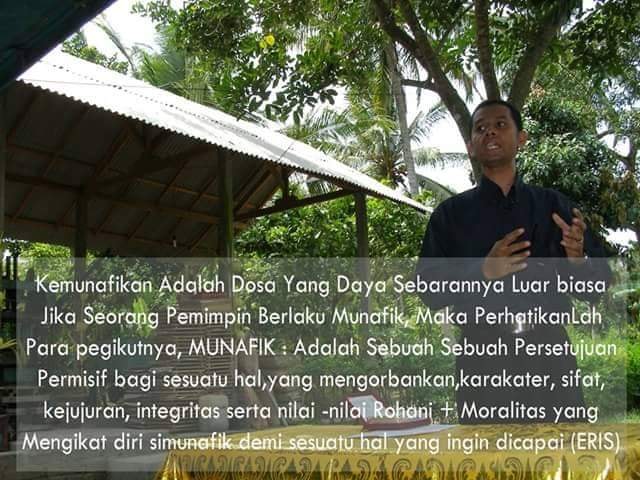 Kemunafikan Adalah Dosa Yang Daya Sebarannya Luar biasa
Jika Seorang Pemimpin Berlaku Munafik, Maka PerhatikanLah
Para pegikutnya, MUNAFIK : Adalah Sebuah Sebuah Persetujuan
Permisif bagi sesuatu hal,yang mengorbankan,karakater, sifat,
kejujuran, integritas serta nilai -nilai Rohani + Moralitas yang
Mengikat diri simunafik demi sesuatu hal yang ingin dicapai (ERIS)